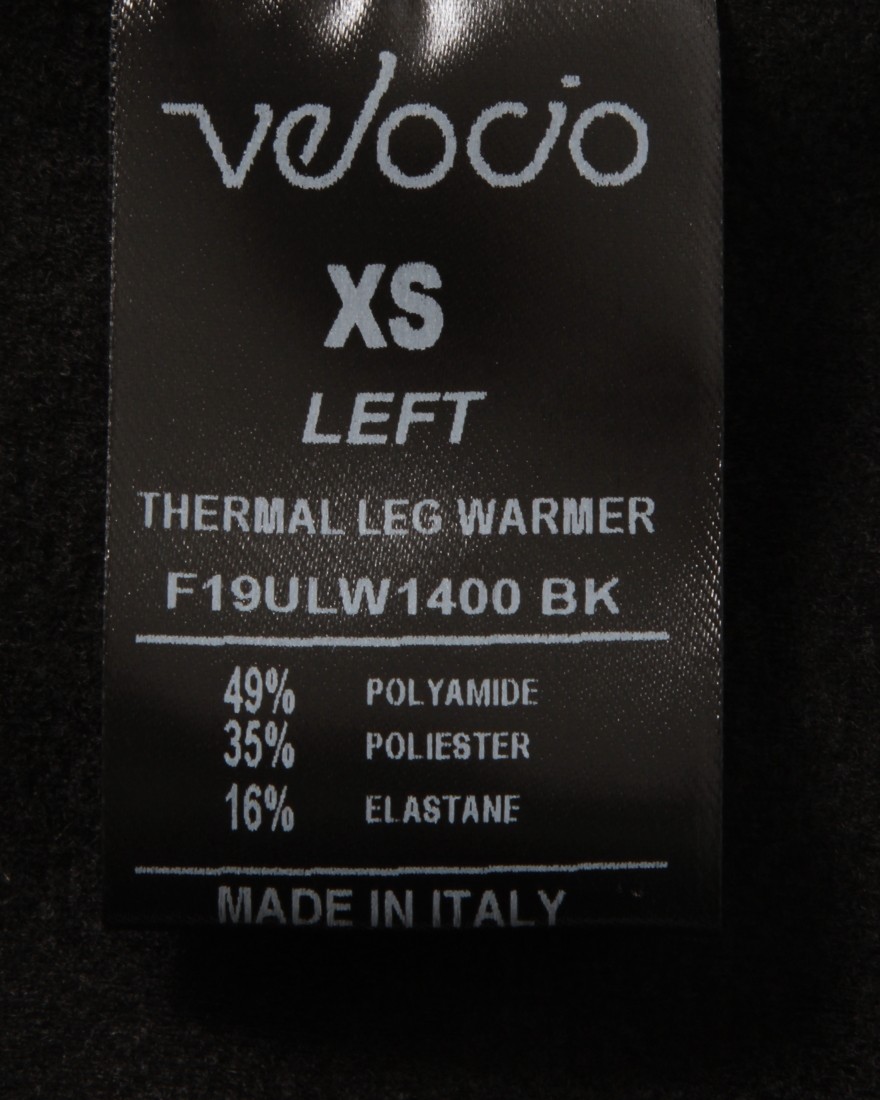 velocio
XS
LEFT
THERMAL LEG WARMER
F19ULW1400 BK
49% POLYAMIDE
35% POLIESTER
16% ELASTANE
MADE IN ITALY